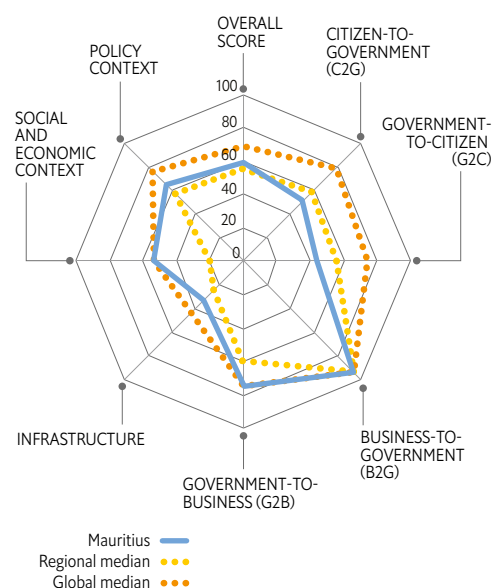 OVERALL
SCORE
CITIZEN-TO-
GOVERNMENT
(C2G)
GOVERNMENT-
TO-CITIZEN
(G2C)
BUSINESS-TO-
GOVERNMENT
(B2G)
GOVERNMENT-TO-
BUSINESS (G2B)
INFRASTRUCTURE
SOCIAL
AND
ECONOMIC
CONTEXT
POLICY
CONTEXT
100
80
60
40
20
0
Mauritius
Regional median
Global median